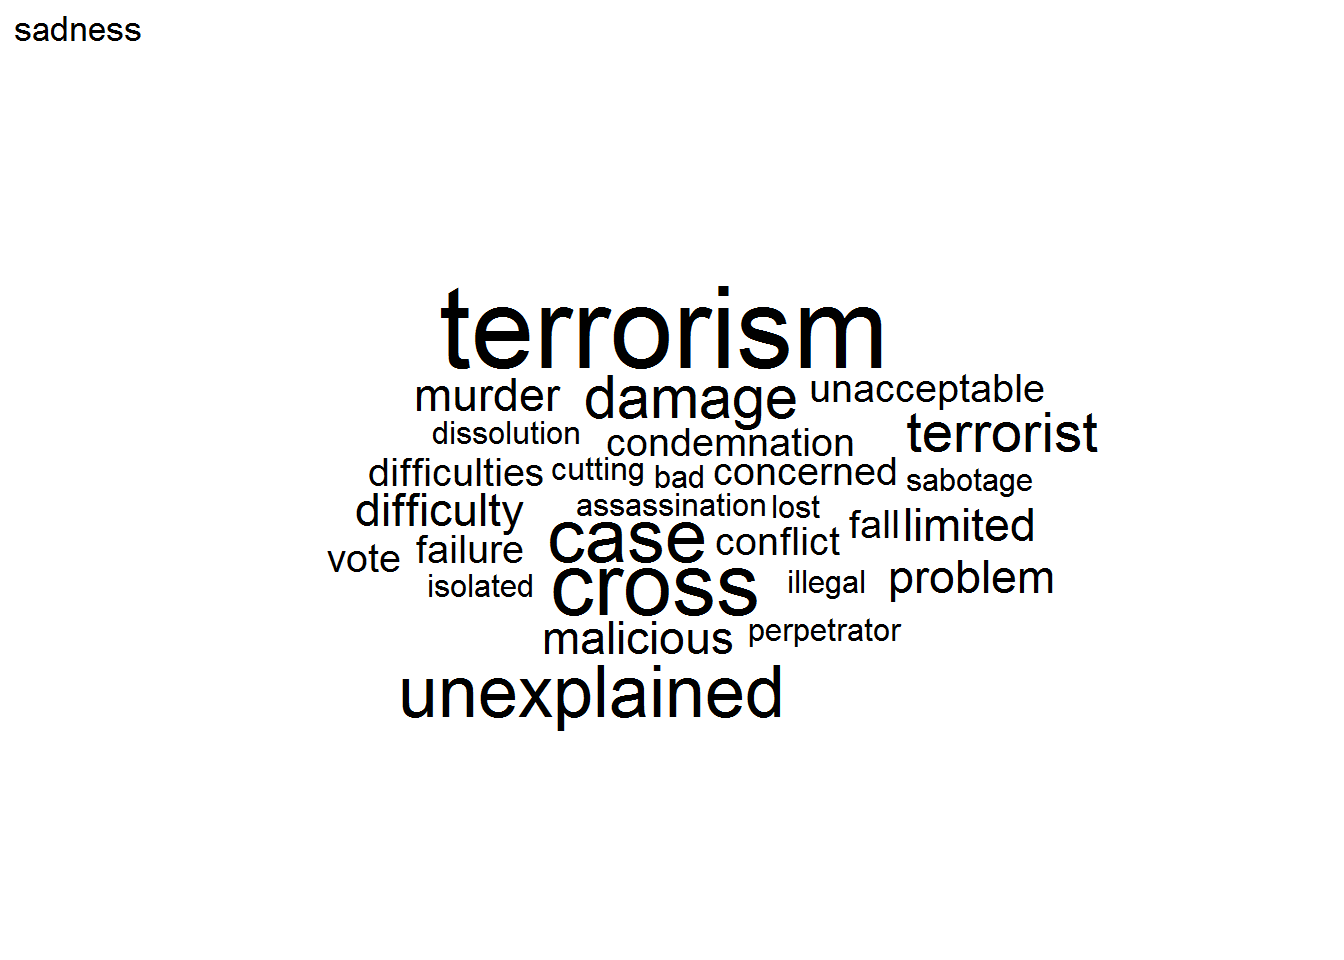 sadness
terrorism
murder damage unacceptable
dissolution condemnation terrorist
difficulties cutting bad concerned sabotage
difficulty assassination lost
case conflict fall limited
vote failure
isolated cross illegal problem
malicious perpetrator
unexplained